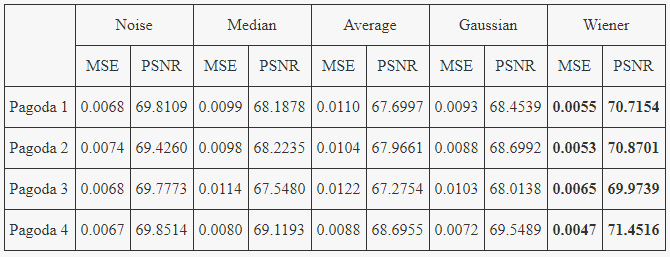 Noise Median Average Gaussian Wiener
MSE PSNR MSE PSNR MSE PSNR MSE PSNR MSE PSNR
Pagoda 1 0.0068 69.8109 0.0099 68.1878 0.0110 67.6997 0.0093 68.4539 0.0055 70.7154
Pagoda 2 0.0074 69.4260 0.0098 68.2235 0.0104 67.9661 0.0088 68.6992 0.0053 70.8701
Pagoda 3 0.0068 69.7773 0.0114 67.5480 0.0122 67.2754 0.0103 68.0138 0.0065 69.9739
Pagoda 4 0.0067 69.8514 0.0080 69.1193 0.0088 68.6955 0.0072 69.5489 0.0047 71.4516